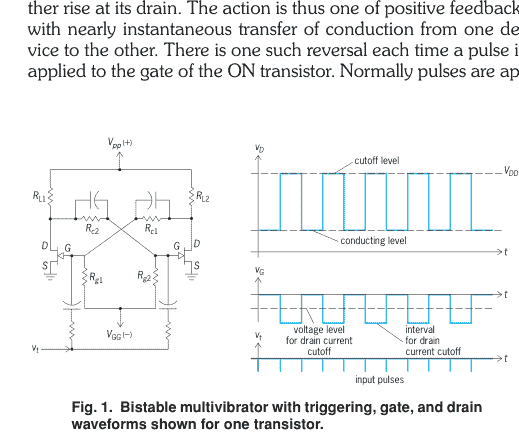 ther rise at its drain. The action is thus one of positive feedback
with nearly instantaneous transfer of conduction from one de
vice to the other. There is one such reversal each time a pulse i
applied to the gate of the ON transistor. Normally pulses are ap
Vpp (+)
RL1
RL2
Rc2
Rc1
D
G
S
G
D
S
Rg1
Rg2
VGG (−)
vt
vD
cutoff level
VDD
conducting level
t
vG
t
voltage level
for drain current
cutoff
interval
for drain
current cutoff
vt
t
input pulses
Fig. 1. Bistable multivibrator with triggering, gate, and drain
waveforms shown for one transistor.